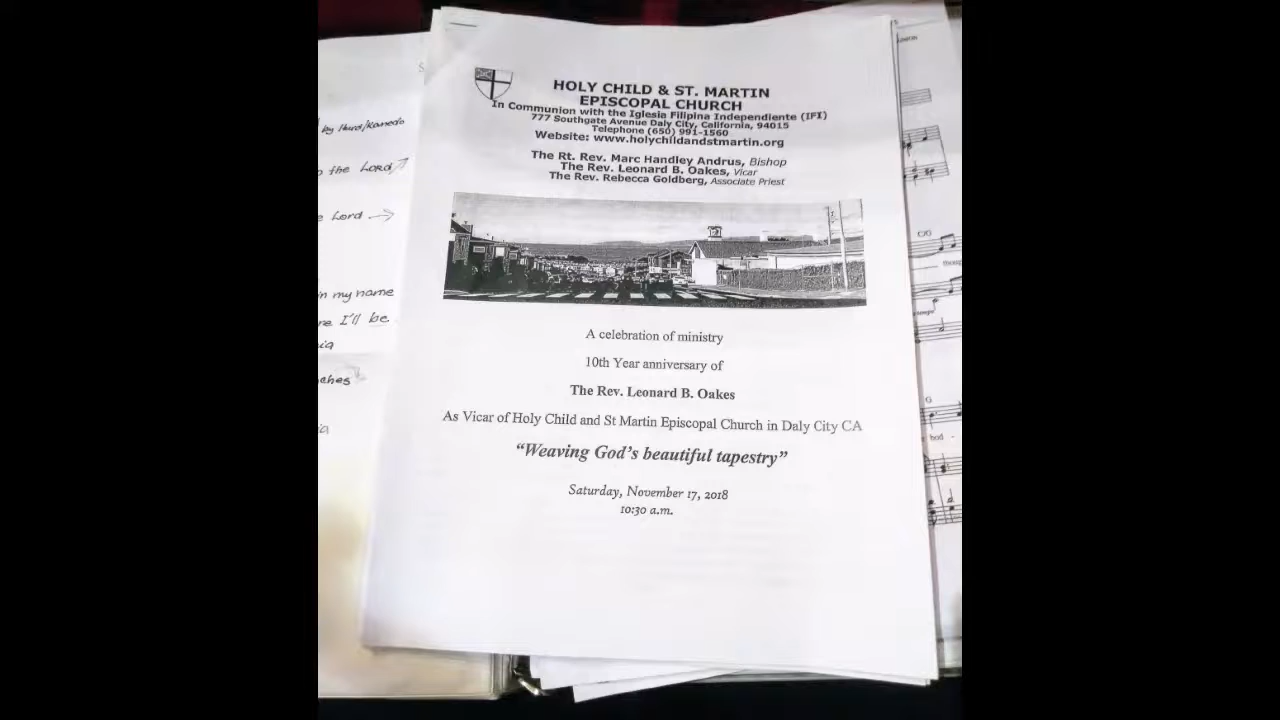 HOLY CHILD & ST. MARTIN
EPISCOPAL CHURCH
In Communion with the Iglesia Filipina Independiente (IFI)
777 Southgate Avenue Daly City, California, 94015
Telephone (650) 991-1560
Website: www.holychildandstmartin.org
The Rt. Rev. Marc Handley Andrus, Bishop
The Rev. Leonard B. Oakes, Vicar
The Rev. Rebecca Goldberg, Associate Priest
A celebration of ministry
10th Year anniversary of
The Rev. Leonard B. Oakes
As Vicar of Holy Child and St Martin Episcopal Church in Daly City CA
“Weaving God’s beautiful tapestry”
Saturday, November 17, 2018
10:30 a.m.
the Lord
Lord
in my name
I'll be
C/G
G